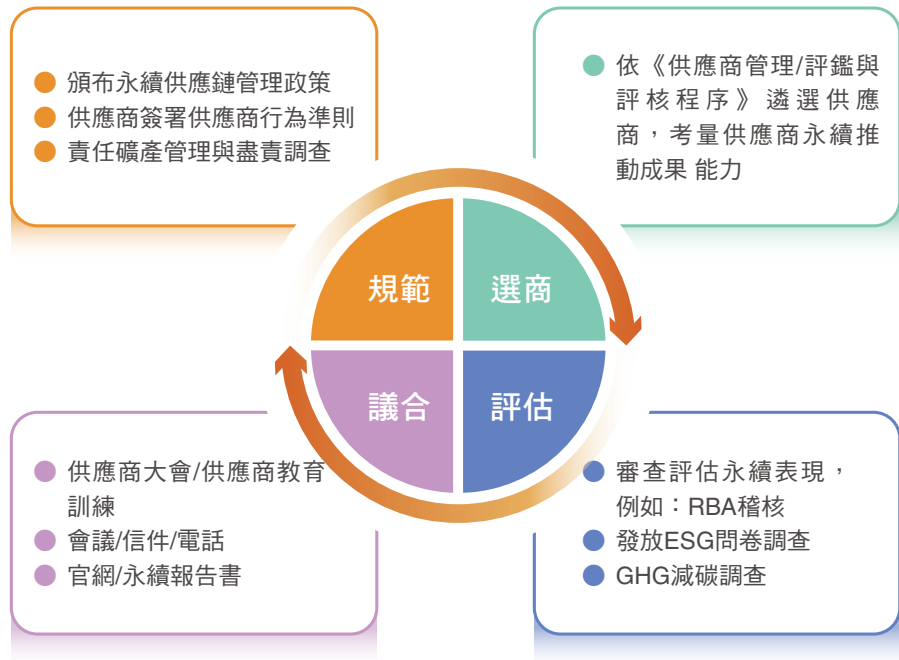 頒布永續供應鏈管理政策
供應商簽署供應商行為準則
責任礦產管理與盡責調查
依《供應商管理/評鑑與
評核程序》遴選供應
商，考量供應商永續推
動成果 能力
規範
選商
議合
評估
供應商大會/供應商教育
訓練
會議/信件/電話
官網/永續報告書
審查評估永續表現，
例如：RBA稽核
發放ESG問卷調查
GHG減碳調查